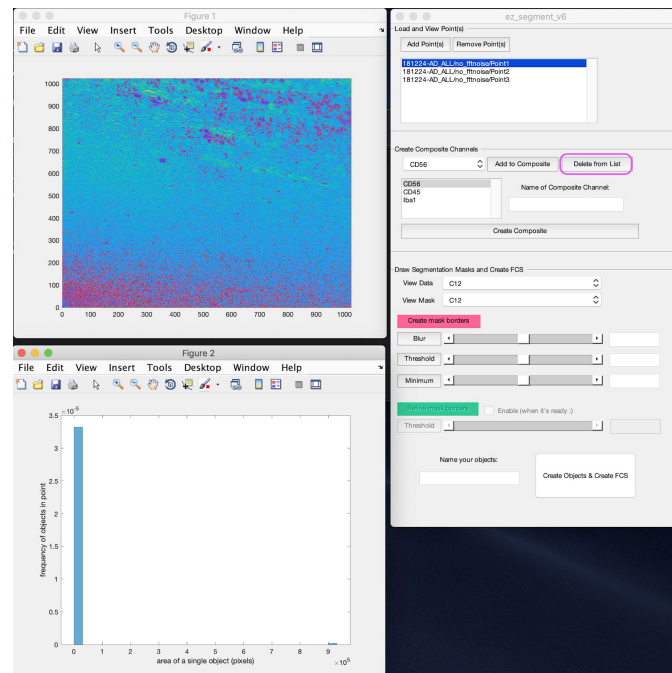 Figure 1
File Edit View Insert Tools Desktop Window Help
1000
900
800
700
600
500
400
300
200
100
0
0 100 200 300 400 500 600 700 800 900 1000
Figure 2
File Edit View Insert Tools Desktop Window Help
×10⁻⁶
3.5
3
2.5
2
1.5
1
0.5
0
frequency of objects in point
0 1 2 3 4 5 6 7 8 9
area of a single object (pixels)
×10⁵
ez_segment_v6
Load and View Point(s)
Add Point(s) Remove Point(s)
181224-AD_ALL/no_fftnoise/Point1
181224-AD_ALL/no_fftnoise/Point2
181224-AD_ALL/no_fftnoise/Point3
Create Composite Channels
CD56 Add to Composite Delete from List
CD56
CD45
Iba1
Name of Composite Channel:
Create Composite
Draw Segmentation Masks and Create FCS
View Data C12
View Mask C12
Create mask borders
Blur
Threshold
Minimum
Refine mask borders Enable (when it's ready :)
Threshold
Name your objects:
Create Objects & Create FCS